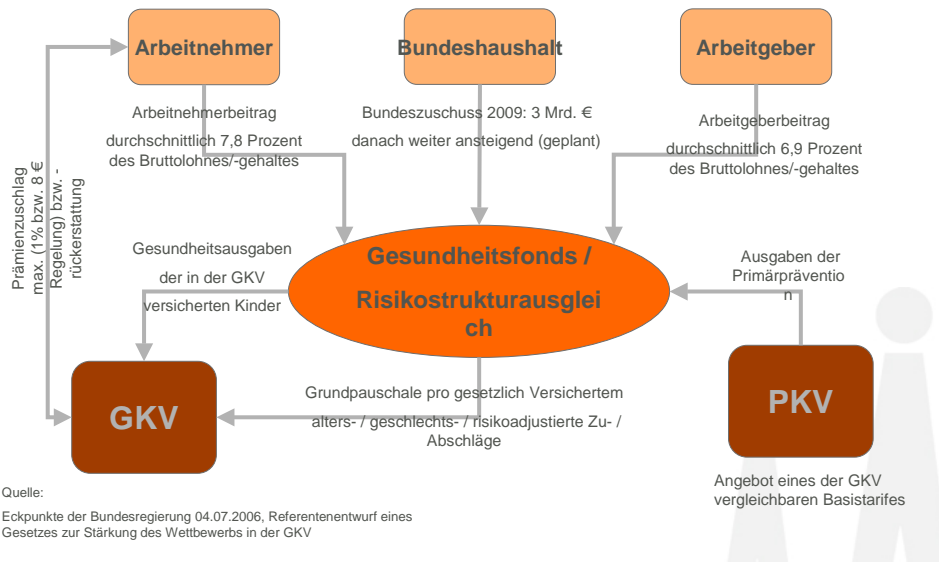 Arbeitnehmer
Bundeshaushalt
Arbeitgeber
Arbeitnehmerbeitrag
durchschnittlich 7,8 Prozent
des Bruttolohnes/-gehaltes
Bundeszuschuss 2009: 3 Mrd. €
danach weiter ansteigend (geplant)
Arbeitgeberbeitrag
durchschnittlich 6,9 Prozent
des Bruttolohnes/-gehaltes
Prämienzuschlag
max. (1% bzw. 8 €
Regelung) bzw. -
rückerstattung
Gesundheitsausgaben
der in der GKV
versicherten Kinder
Gesundheitsfonds /
Risikostrukturausglei
ch
Ausgaben der
Primärpräventio
n
GKV
Grundpauschale pro gesetzlich Versichertem
alters- / geschlechts- / risikoadjustierte Zu- /
Abschläge
PKV
Angebot eines der GKV
vergleichbaren Basistarifes
Quelle:
Eckpunkte der Bundesregierung 04.07.2006, Referentenentwurf eines
Gesetzes zur Stärkung des Wettbewerbs in der GKV